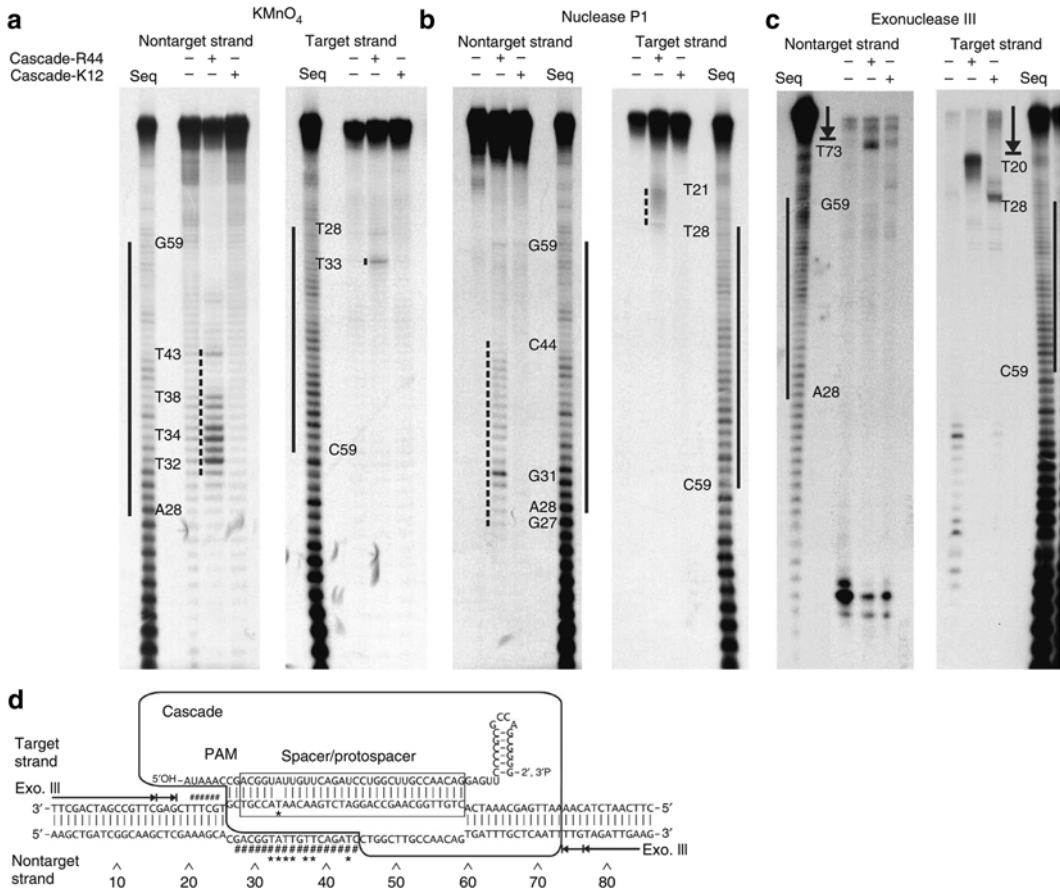 a
KMnO4
b
Nuclease P1
c
Exonuclease III
Nontarget strand
Target strand
Nontarget strand
Target strand
Nontarget strand
Target strand
Cascade-R44 – + – – + – – + – – + – – + – – + –
Cascade-K12 – – + – – + – – + – – + – – + – – +
Seq
Seq
Seq
Seq
Seq
Seq
G59
T43
T38
T34
T32
A28
T28
T33
C59
G59
C44
G31
A28
G27
T21
T28
C59
T73
G59
A28
T20
T28
C59
d
Cascade
Target strand
PAM
Spacer/protospacer
5′OH
2′, 3′P
Exo. III
######
3′
5′
5′
3′
Exo. III
Nontarget strand
10 20 30 40 50 60 70 80